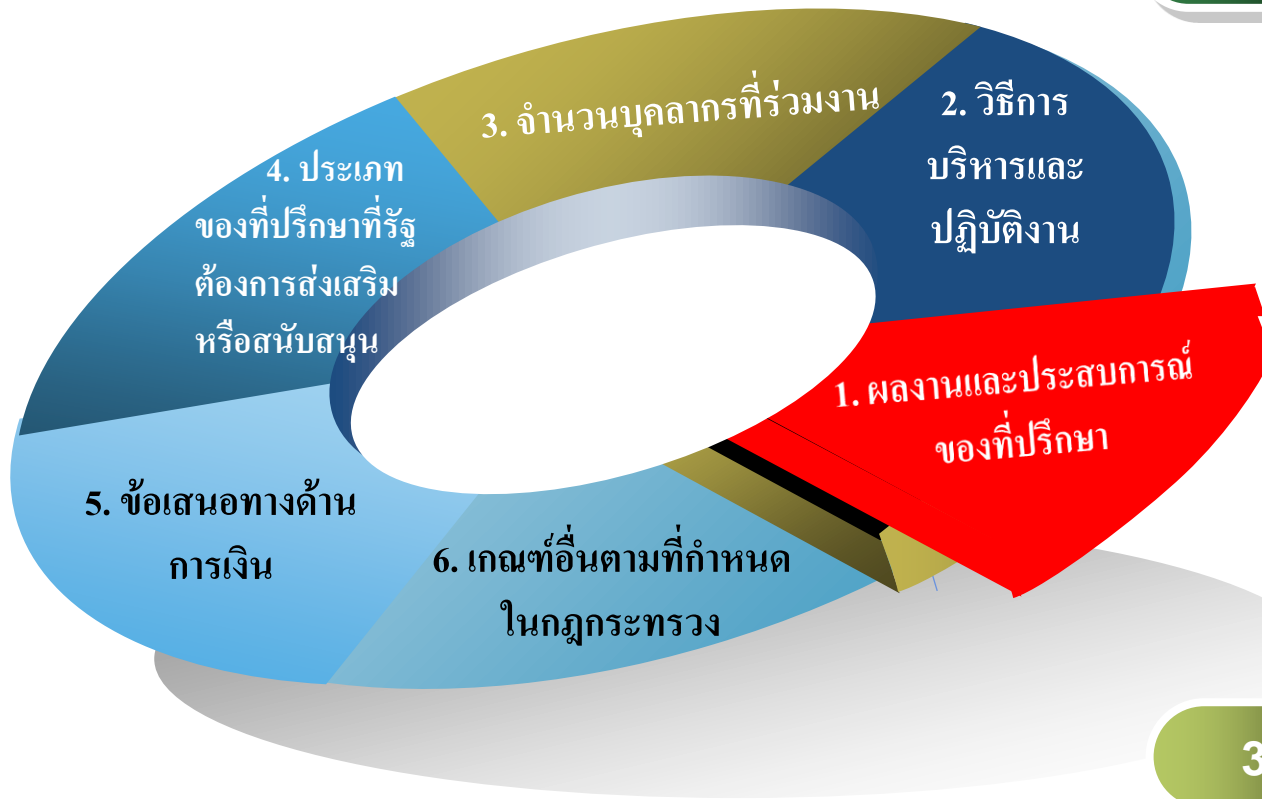 1. ผลงานและประสบการณ์
ของที่ปรึกษา
2. วิธีการ
บริหารและ
ปฏิบัติงาน
3. จำนวนบุคลากรที่ร่วมงาน
4. ประเภท
ของที่ปรึกษาที่รัฐ
ต้องการส่งเสริม
หรือสนับสนุน
5. ข้อเสนอทางด้าน
การเงิน
6. เกณฑ์อื่นตามที่กำหนด
ในกฎกระทรวง